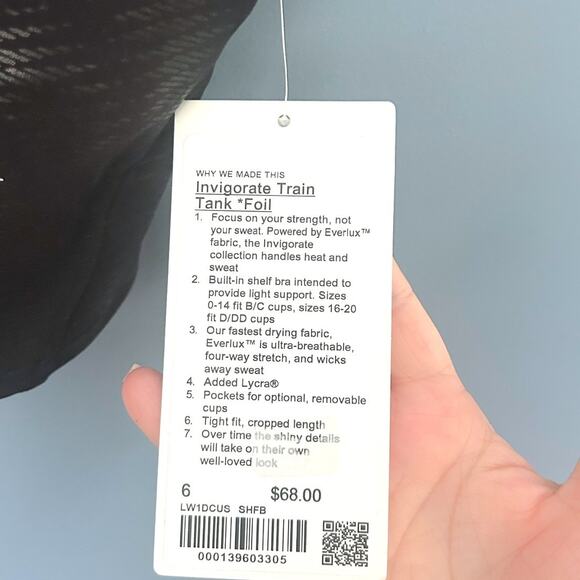 WHY WE MADE THIS
Invigorate Train
Tank *Foil
1. Focus on your strength, not
your sweat. Powered by Everlux™
fabric, the Invigorate
collection handles heat and
sweat
2. Built-in shelf bra intended to
provide light support. Sizes
0-14 fit B/C cups, sizes 16-20
fit D/DD cups
3. Our fastest drying fabric,
Everlux™ is ultra-breathable,
four-way stretch, and wicks
away sweat
4. Added Lycra®
5. Pockets for optional, removable
cups
6. Tight fit, cropped length
7. Over time the shiny details
will take on their own
well-loved look
6 $68.00
LW1DCUS SHFB
000139603305